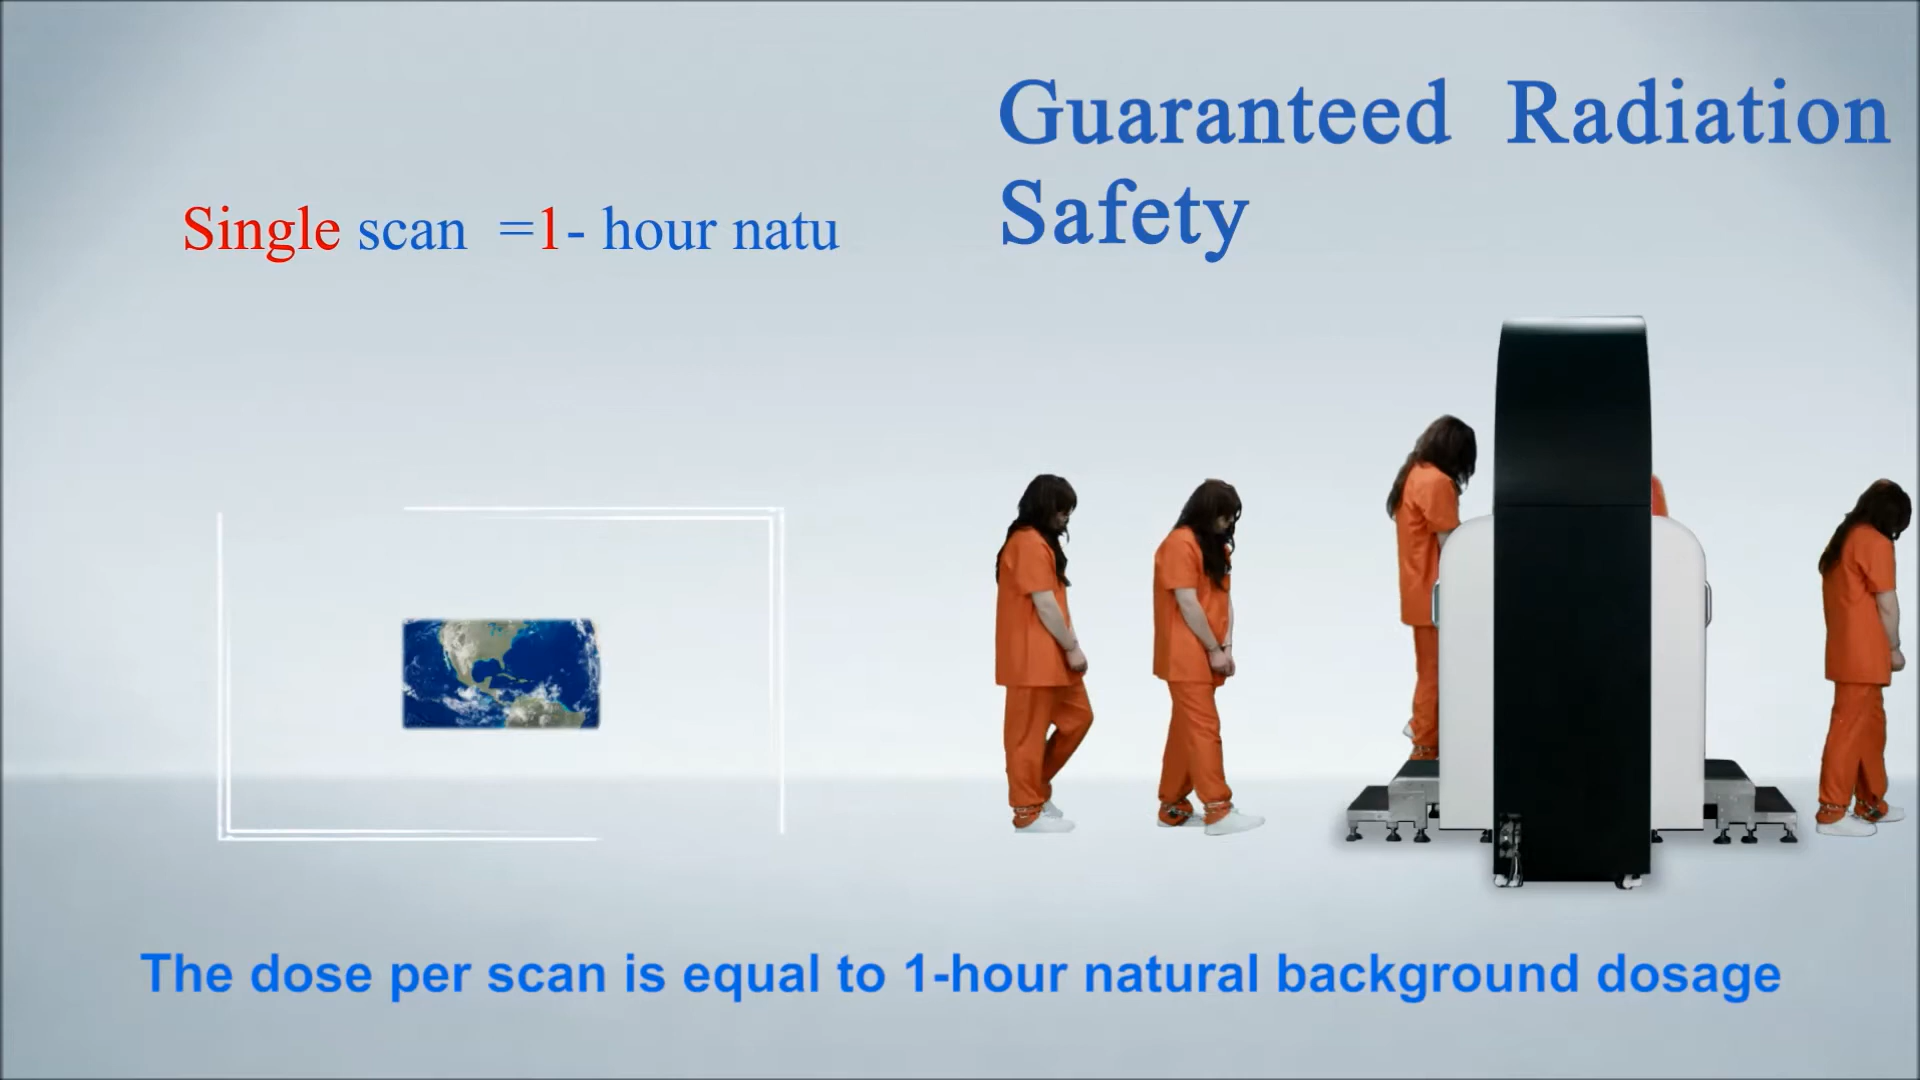 Guaranteed Radiation
Safety
Single scan =1- hour natu
The dose per scan is equal to 1-hour natural background dosage